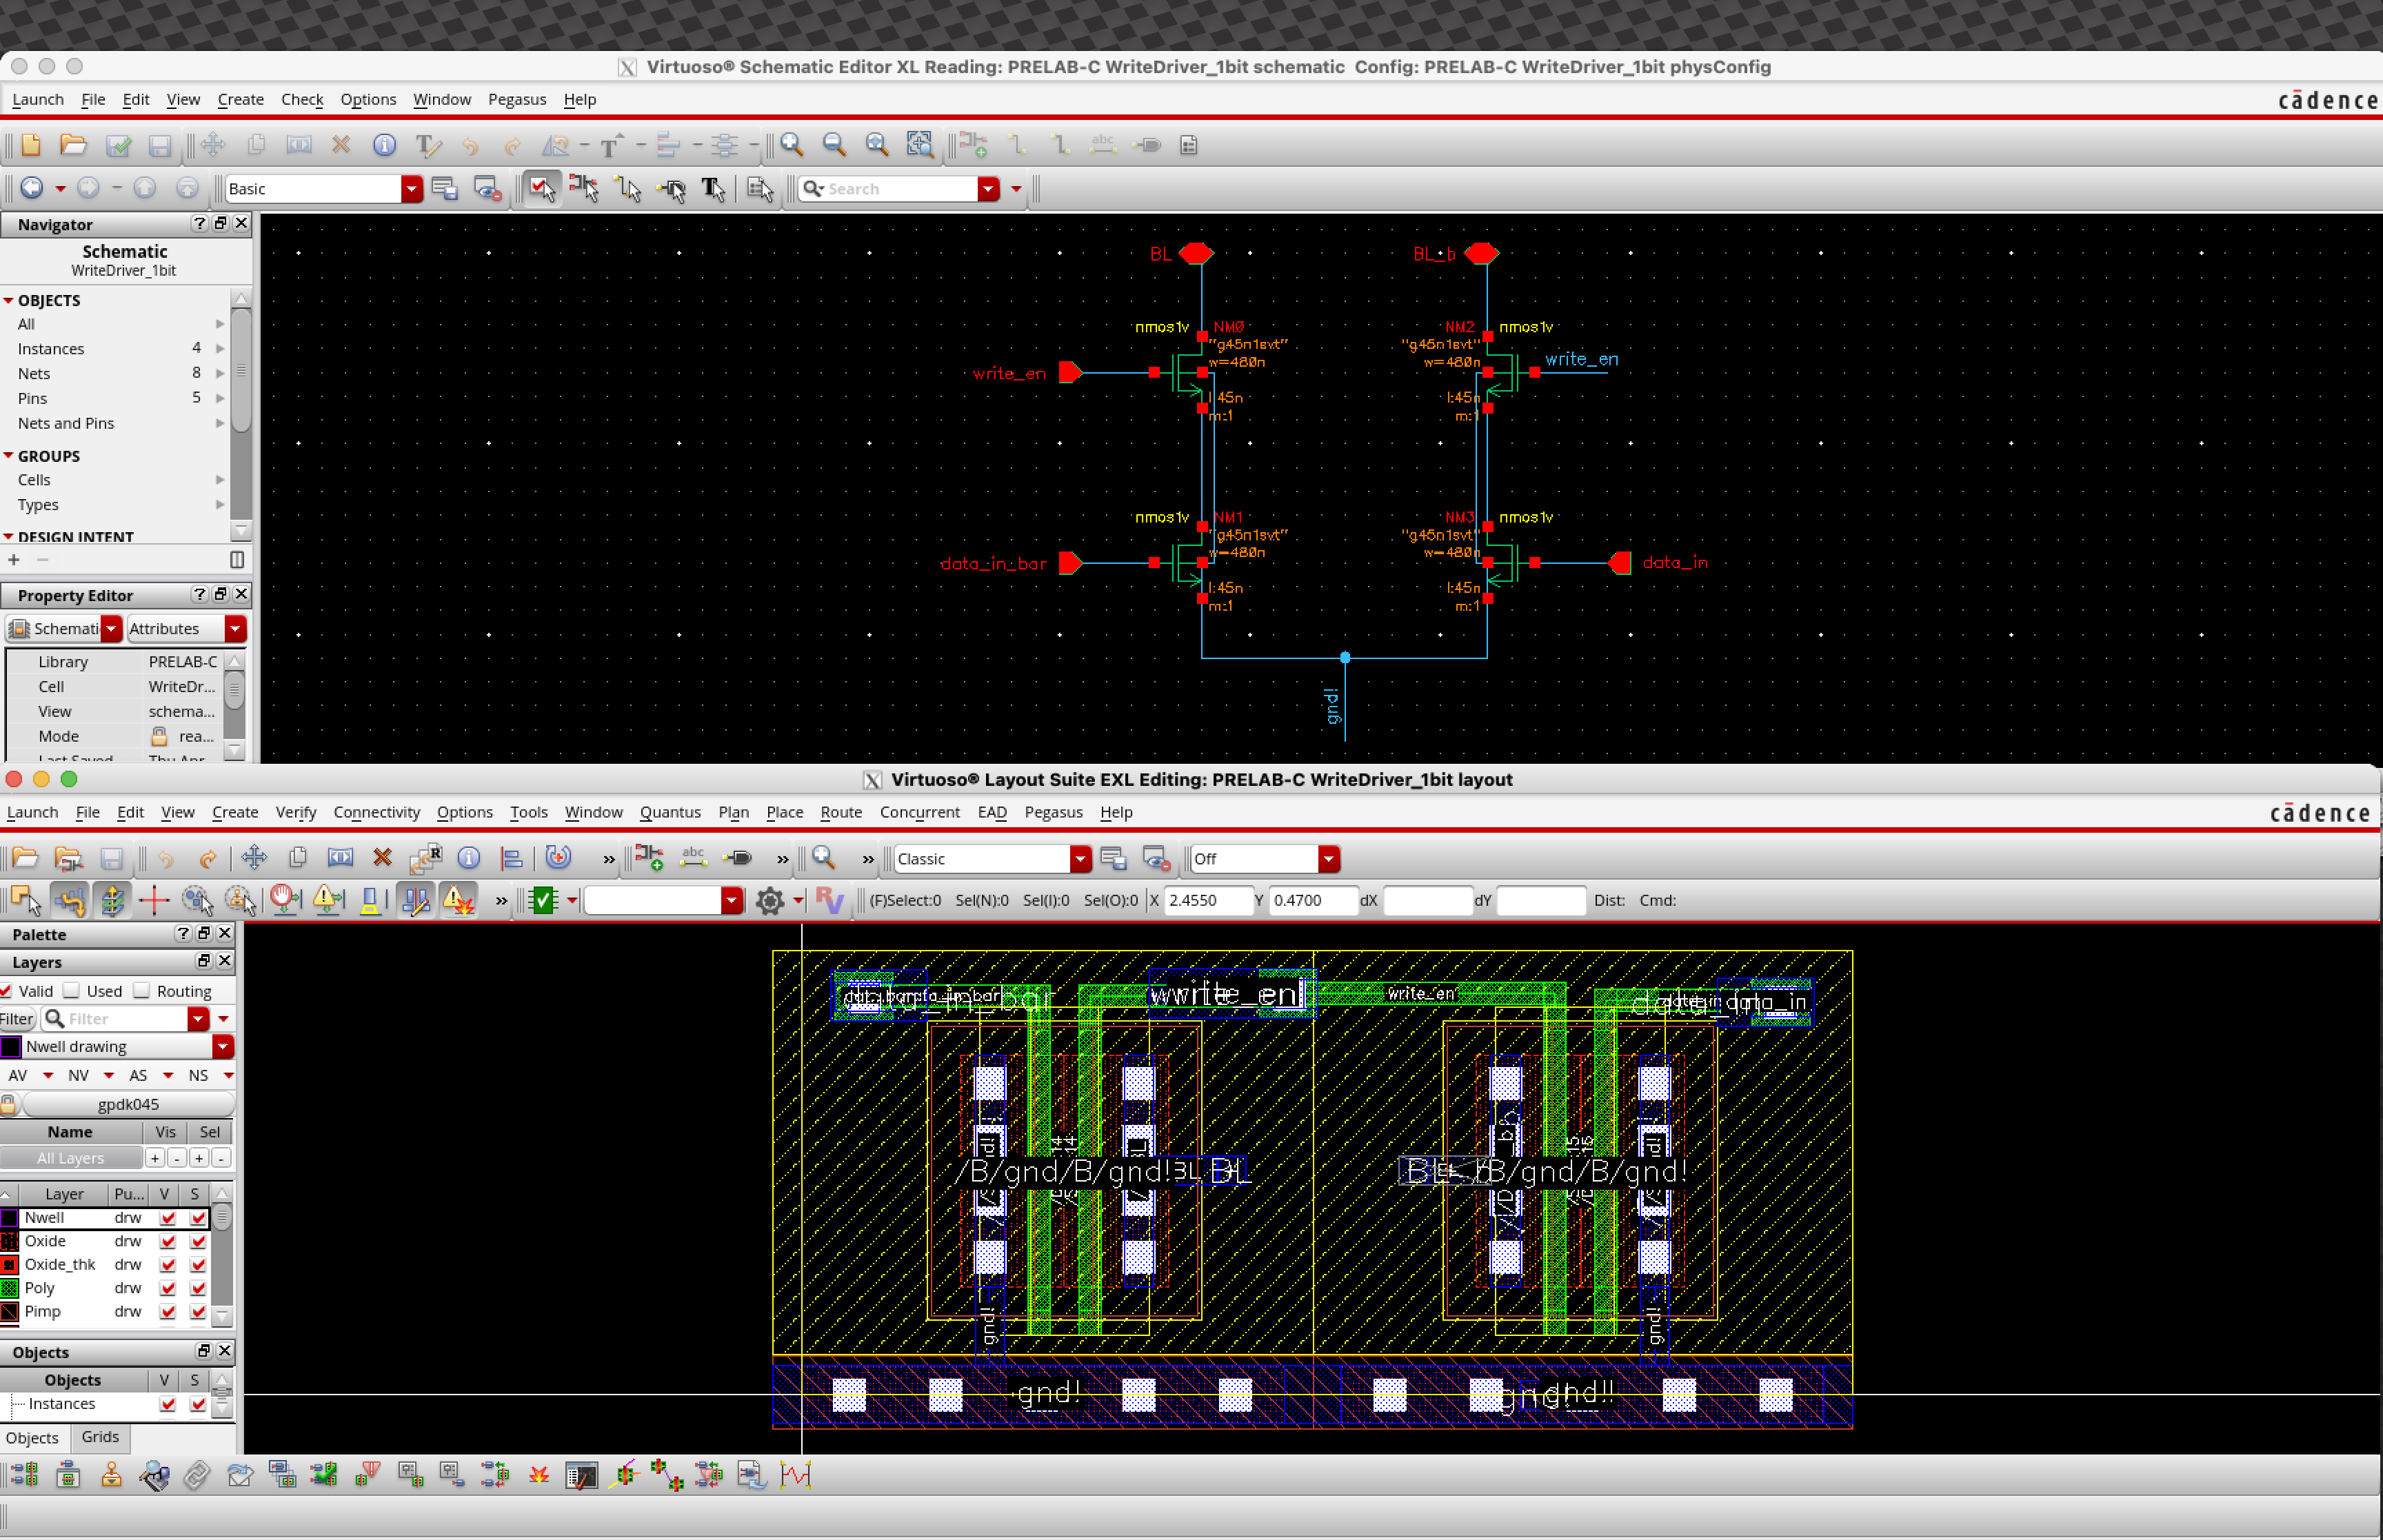 Virtuoso® Schematic Editor XL Reading: PRELAB-C WriteDriver_1bit schematic  Config: PRELAB-C WriteDriver_1bit physConfig
Launch File Edit View Create Check Options Window Pegasus Help
cādence
Basic
Search
Navigator
Schematic
WriteDriver_1bit
OBJECTS
All
Instances 4
Nets 8
Pins 5
Nets and Pins
GROUPS
Cells
Types
DESIGN INTENT
Property Editor
Schemati Attributes
Library PRELAB-C
Cell WriteDr...
View schema...
Mode rea...
BL
BL_b
nmos1v NM0
"g45n1svt"
w=480n
l:45n
m:1
write_en
NM2 nmos1v
"g45n1svt"
w=480n
l:45n
m:1
write_en
nmos1v NM1
"g45n1svt"
w=480n
l:45n
m:1
data_in_bar
NM3 nmos1v
"g45n1svt"
w=480n
l:45n
m:1
data_in
gnd!
Virtuoso® Layout Suite EXL Editing: PRELAB-C WriteDriver_1bit layout
Launch File Edit View Create Verify Connectivity Options Tools Window Quantus Plan Place Route Concurrent EAD Pegasus Help
cādence
Classic
Off
(F)Select:0 Sel(N):0 Sel(I):0 Sel(O):0 X 2.4550 Y 0.4700 dX dY Dist: Cmd:
Palette
Layers
Valid Used Routing
Filter Filter
Nwell drawing
AV NV AS NS
gpdk045
Name Vis Sel
All Layers + - + -
Layer Pu... V S
Nwell drw
Oxide drw
Oxide_thk drw
Poly drw
Pimp drw
Objects
Objects V S
Instances
Objects Grids
write_en
write_en
data_in
/B/gnd/B/gnd!
/B/gnd/B/gnd!
gnd!
gnd!
gnd!